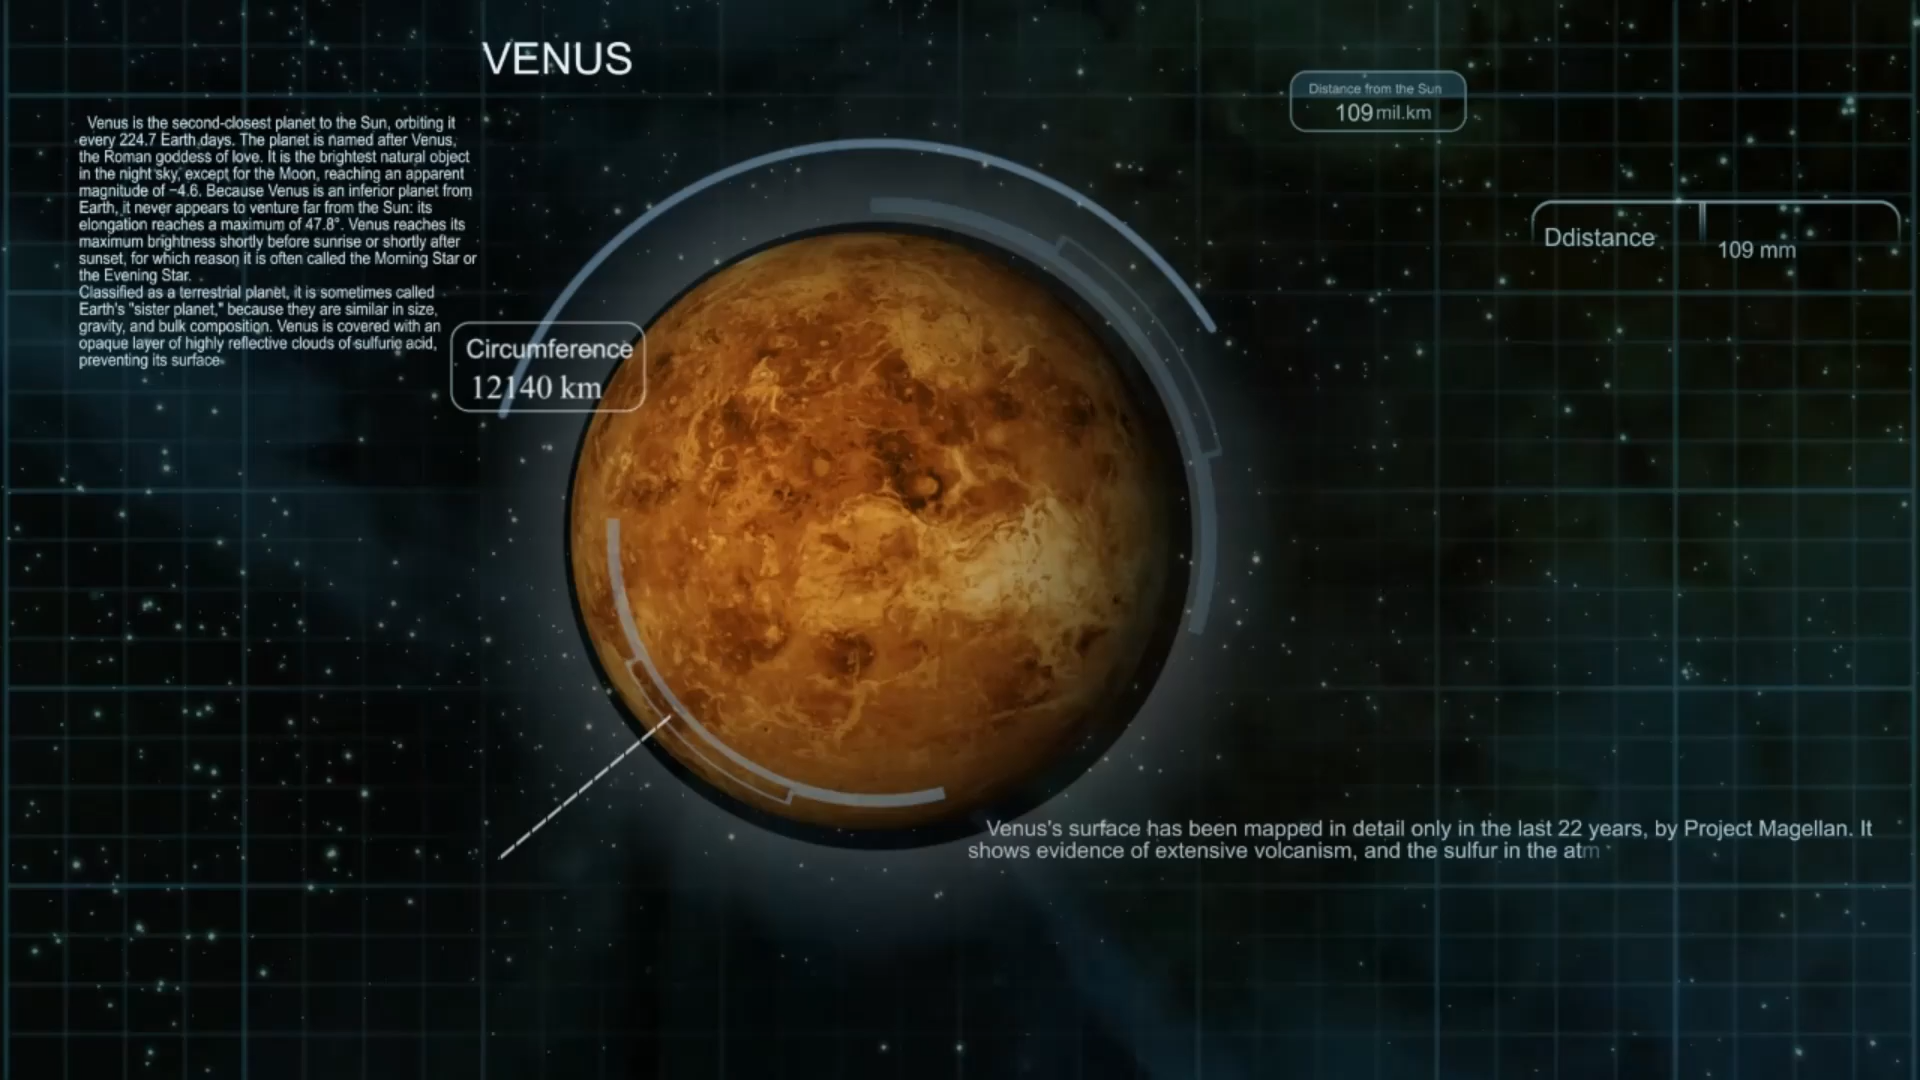 VENUS
Distance from the Sun
109 mil.km
Venus is the second-closest planet to the Sun, orbiting it
every 224.7 Earth days. The planet is named after Venus,
the Roman goddess of love. It is the brightest natural object
in the night sky, except for the Moon, reaching an apparent
magnitude of −4.6. Because Venus is an inferior planet from
Earth, it never appears to venture far from the Sun: its
elongation reaches a maximum of 47.8°. Venus reaches its
maximum brightness shortly before sunrise or shortly after
sunset, for which reason it is often called the Morning Star or
the Evening Star.
Classified as a terrestrial planet, it is sometimes called
Earth's "sister planet," because they are similar in size,
gravity, and bulk composition. Venus is covered with an
opaque layer of highly reflective clouds of sulfuric acid,
preventing its surface
Ddistance 109 mm
Circumference
12140 km
Venus's surface has been mapped in detail only in the last 22 years, by Project Magellan. It
shows evidence of extensive volcanism, and the sulfur in the atm